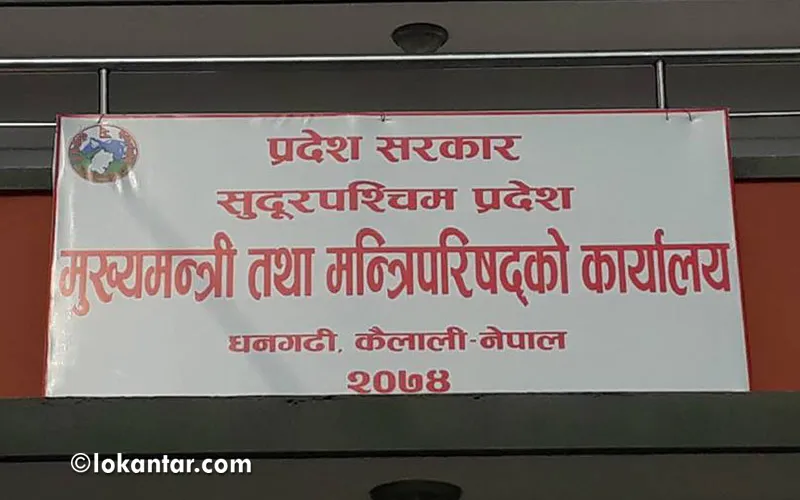 प्रदेश सरकार
सुदूरपश्चिम प्रदेश
मुख्यमन्त्री तथा मन्त्रिपरिषद्को कार्यालय
धनगढी, कैलाली-नेपाल
२०७४
©lokantar.com